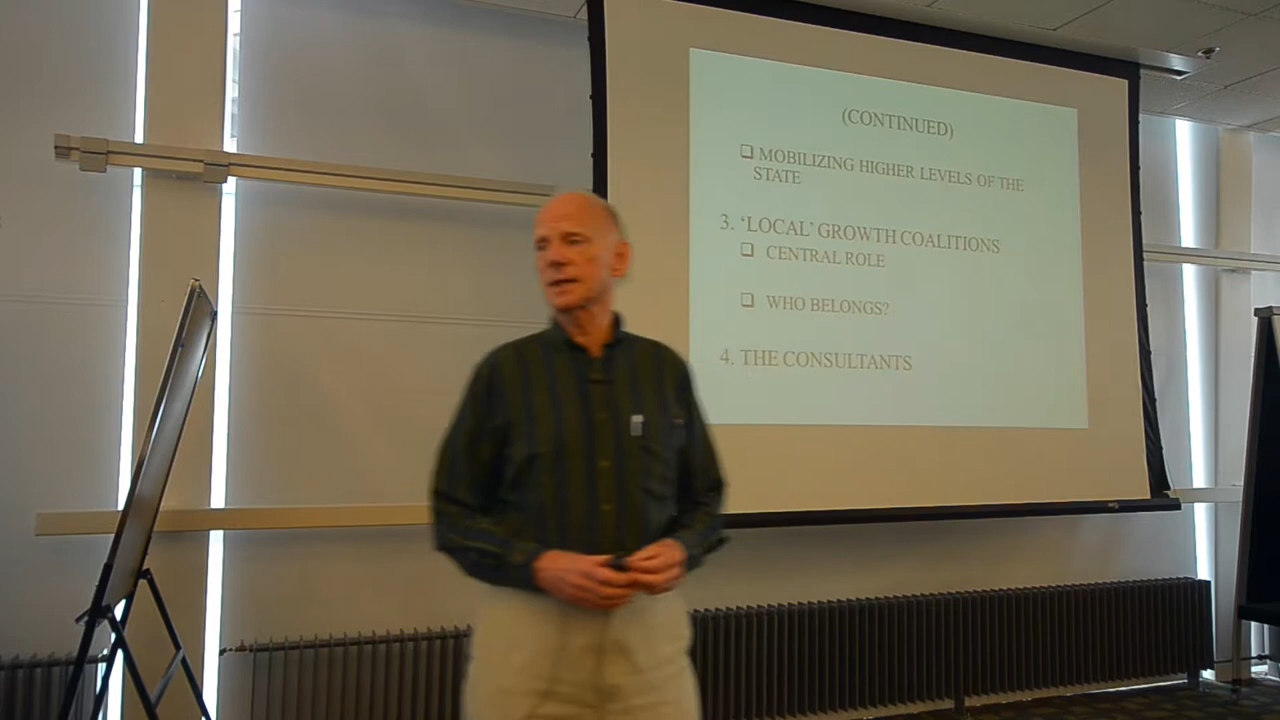 (CONTINUED)
❑ MOBILIZING HIGHER LEVELS OF THE
STATE
3. ‘LOCAL’ GROWTH COALITIONS
❑ CENTRAL ROLE
❑ WHO BELONGS?
4. THE CONSULTANTS